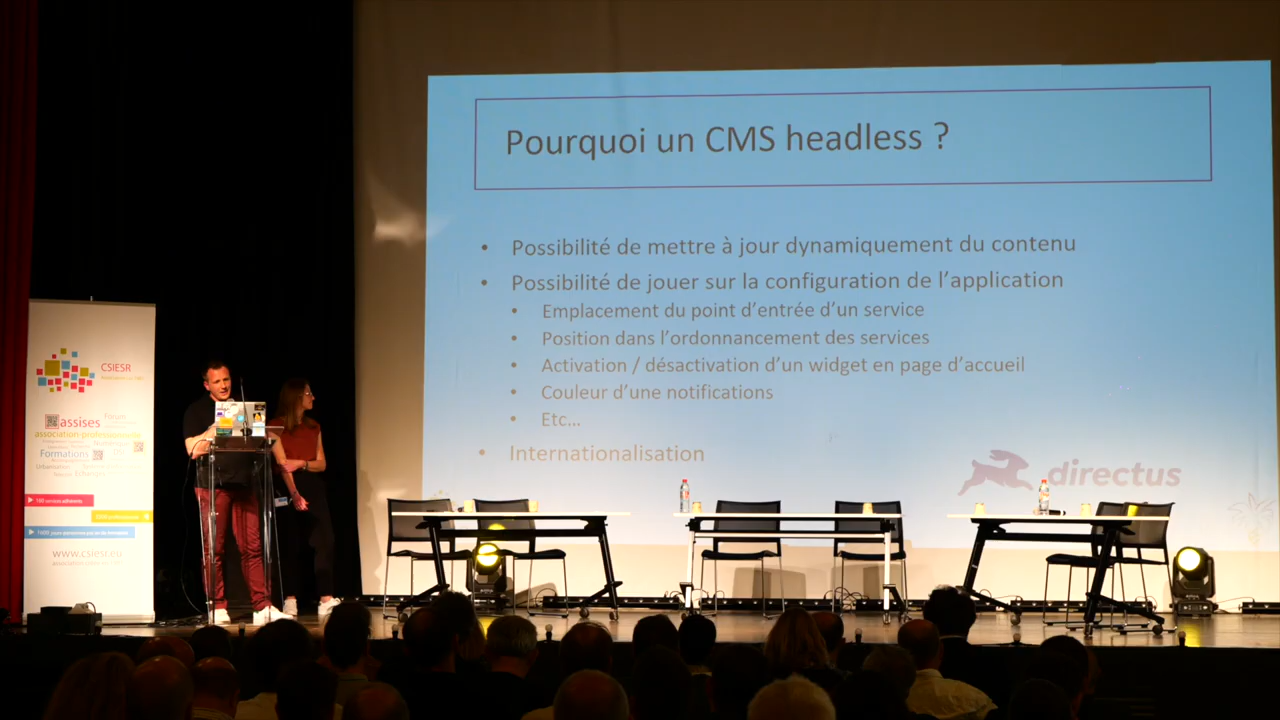 Pourquoi un CMS headless ?
• Possibilité de mettre à jour dynamiquement du contenu
• Possibilité de jouer sur la configuration de l'application
• Emplacement du point d'entrée d'un service
• Position dans l'ordonnancement des services
• Activation / désactivation d'un widget en page d'accueil
• Couleur d'une notifications
• Etc...
• Internationalisation
directus
CSIESR
assises
Forum
association-professionnelle
Formations
www.csiesr.eu